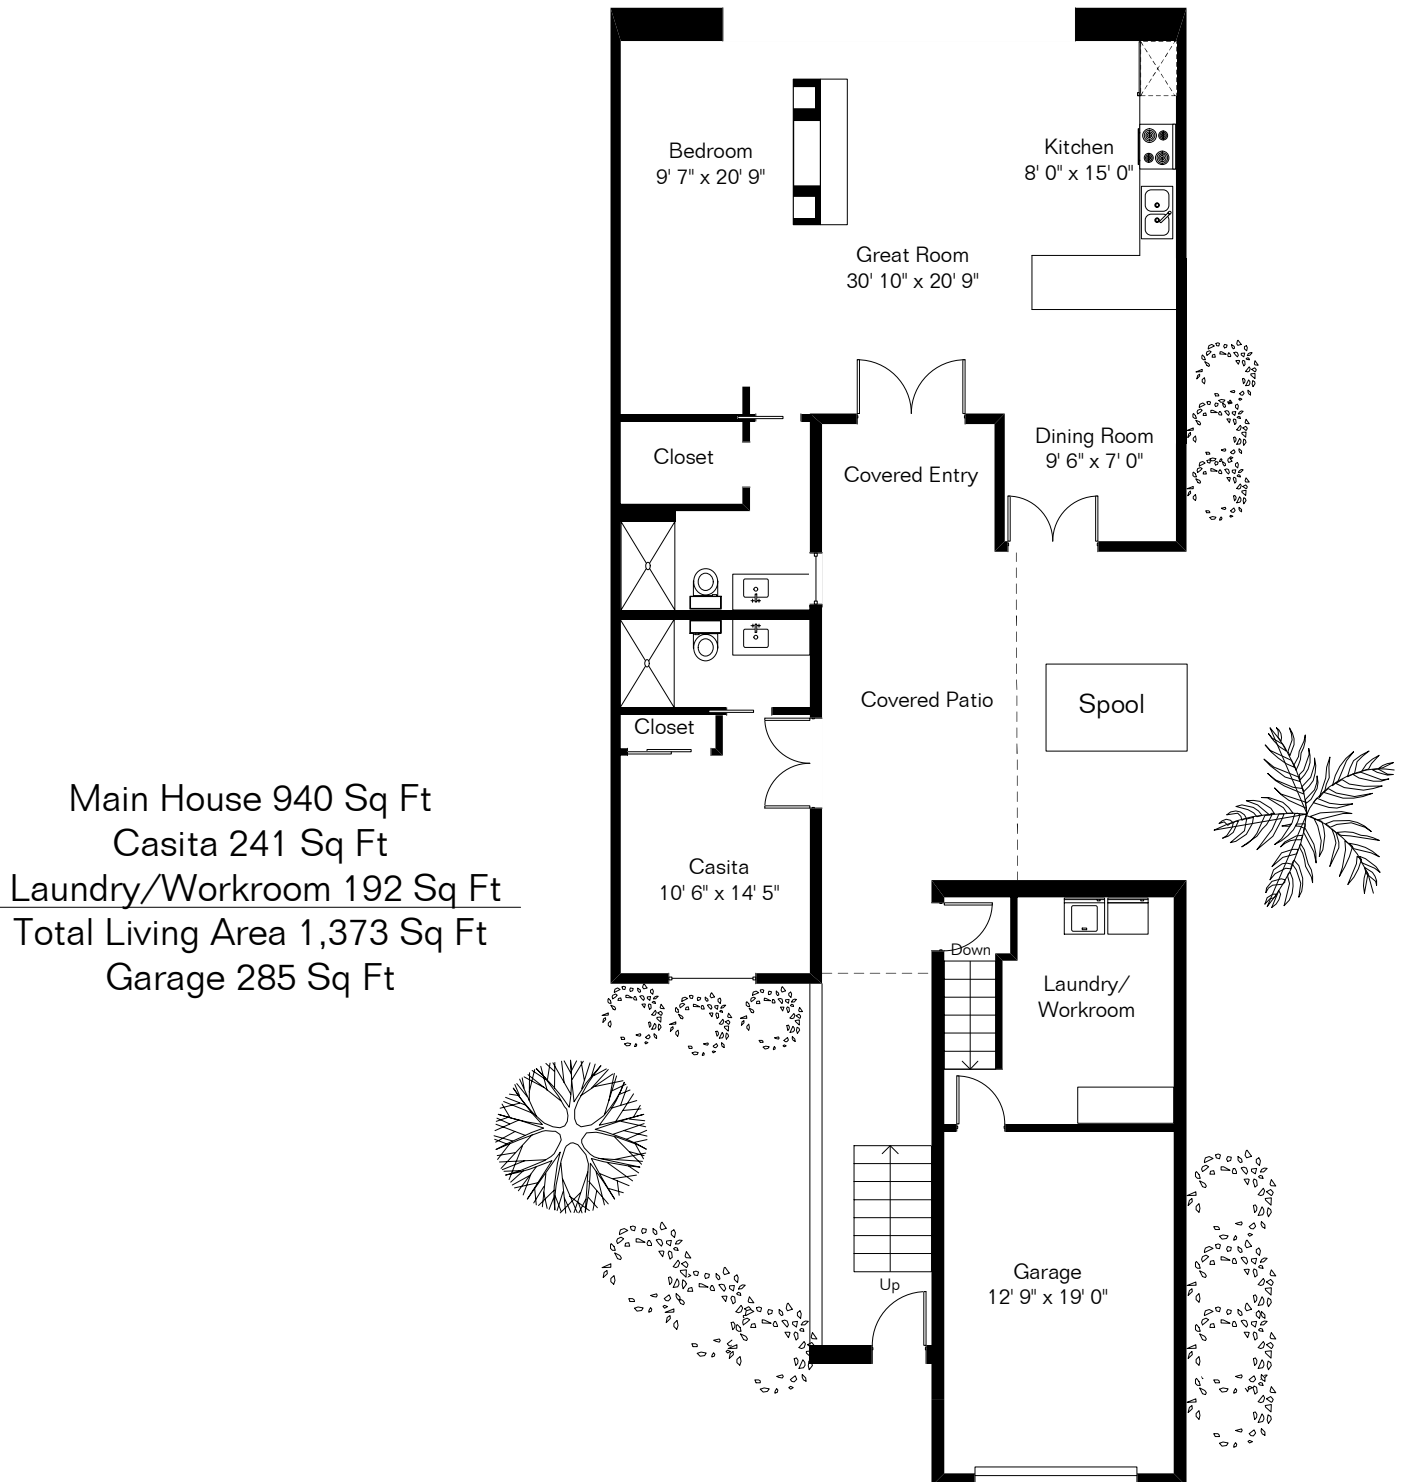 Bedroom
9' 7" x 20' 9"
Kitchen
8' 0" x 15' 0"
Great Room
30' 10" x 20' 9"
Closet
Covered Entry
Dining Room
9' 6" x 7' 0"
Covered Patio
Spool
Closet
Main House 940 Sq Ft
Casita 241 Sq Ft
Laundry/Workroom 192 Sq Ft
Total Living Area 1,373 Sq Ft
Garage 285 Sq Ft
Casita
10' 6" x 14' 5"
Down
Laundry/
Workroom
Up
Garage
12' 9" x 19' 0"